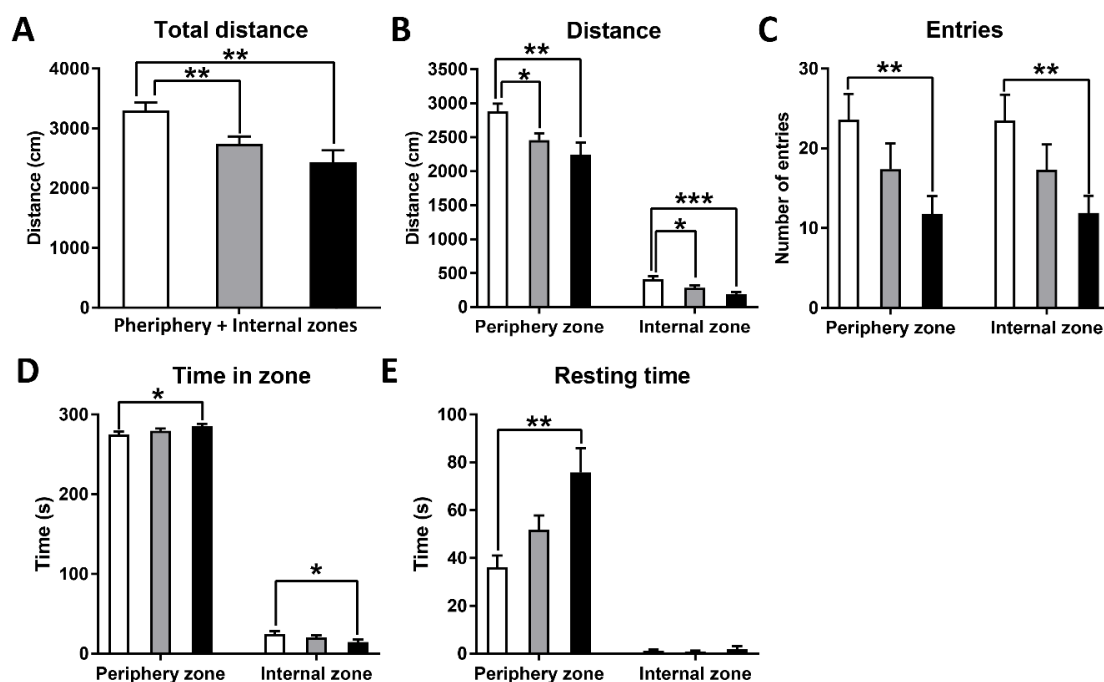 A
Total distance
**
**
4000
3000
2000
1000
0
Distance (cm)
Pheriphery + Internal zones
B
Distance
**
*
***
*
3500
3000
2500
2000
1500
1000
500
0
Distance (cm)
Periphery zone
Internal zone
C
Entries
**
**
30
20
10
0
Number of entries
Periphery zone
Internal zone
D
Time in zone
*
*
300
200
100
0
Time (s)
Periphery zone
Internal zone
E
Resting time
**
100
80
60
40
20
0
Time (s)
Periphery zone
Internal zone